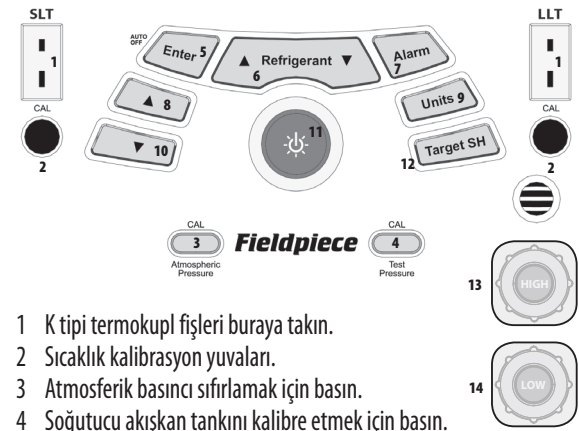 SLT
LLT
AUTO
OFF
Enter 5
▲ Refrigerant ▼
6
Alarm
7
1
1
▲ 8
Units 9
CAL
CAL
▼ 10
11
12 Target SH
2
2
CAL
3
Atmospheric
Pressure
Fieldpiece
CAL
4
Test
Pressure
13 HIGH
14 LOW
1 K tipi termokupl fişleri buraya takın.
2 Sıcaklık kalibrasyon yuvaları.
3 Atmosferik basıncı sıfırlamak için basın.
4 Soğutucu akışkan tankını kalibre etmek için basın.